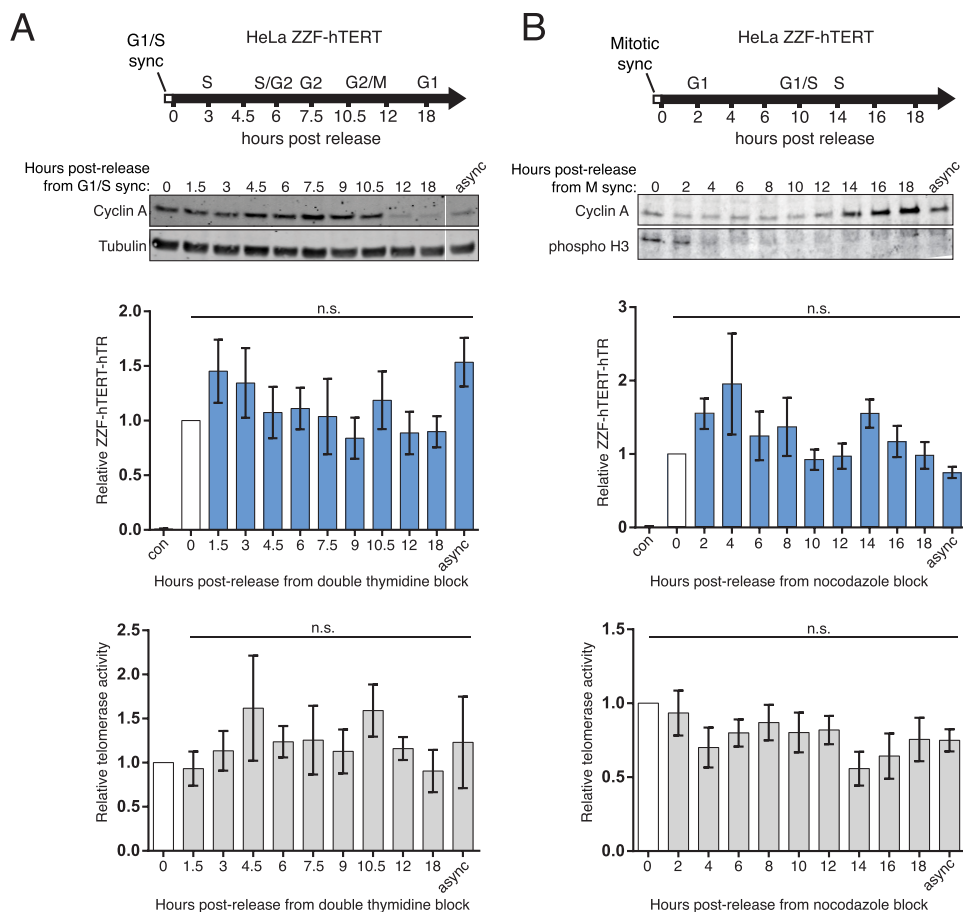 A
G1/S
sync
HeLa ZZF-hTERT
S S/G2 G2 G2/M G1
0 3 4.5 6 7.5 10.5 12 18
hours post release
Hours post-release
from G1/S sync: 0 1.5 3 4.5 6 7.5 9 10.5 12 18 async
Cyclin A
Tubulin
n.s.
Relative ZZF-hTERT-hTR
2.0
1.5
1.0
0.5
0.0
con 0 1.5 3 4.5 6 7.5 9 10.5 12 18 async
Hours post-release from double thymidine block
n.s.
Relative telomerase activity
2.5
2.0
1.5
1.0
0.5
0.0
0 1.5 3 4.5 6 7.5 9 10.5 12 18 async
Hours post-release from double thymidine block
B
Mitotic
sync
HeLa ZZF-hTERT
G1 G1/S S
0 2 4 6 10 14 16 18
hours post release
Hours post-release
from M sync: 0 2 4 6 8 10 12 14 16 18 async
Cyclin A
phospho H3
n.s.
Relative ZZF-hTERT-hTR
3
2
1
0
con 0 2 4 6 8 10 12 14 16 18 async
Hours post-release from nocodazole block
n.s.
Relative telomerase activity
1.5
1.0
0.5
0.0
0 2 4 6 8 10 12 14 16 18 async
Hours post-release from nocodazole block